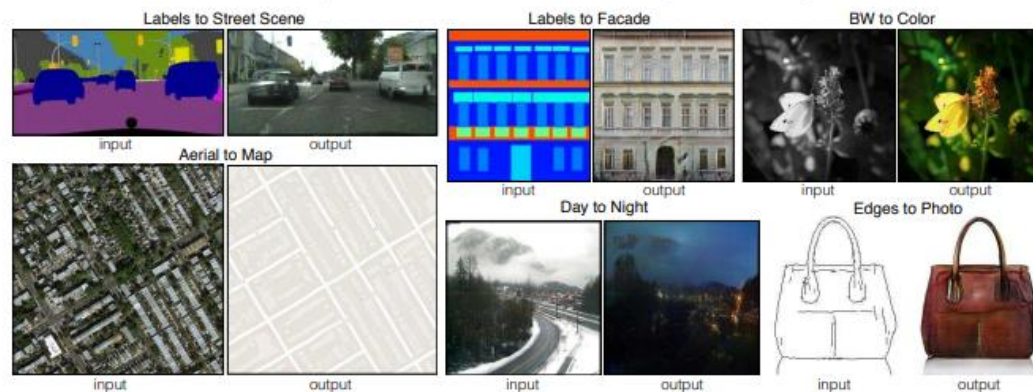 Labels to Street Scene
input
output
Labels to Facade
input
output
BW to Color
input
output
Aerial to Map
input
output
Day to Night
input
output
Edges to Photo
input
output